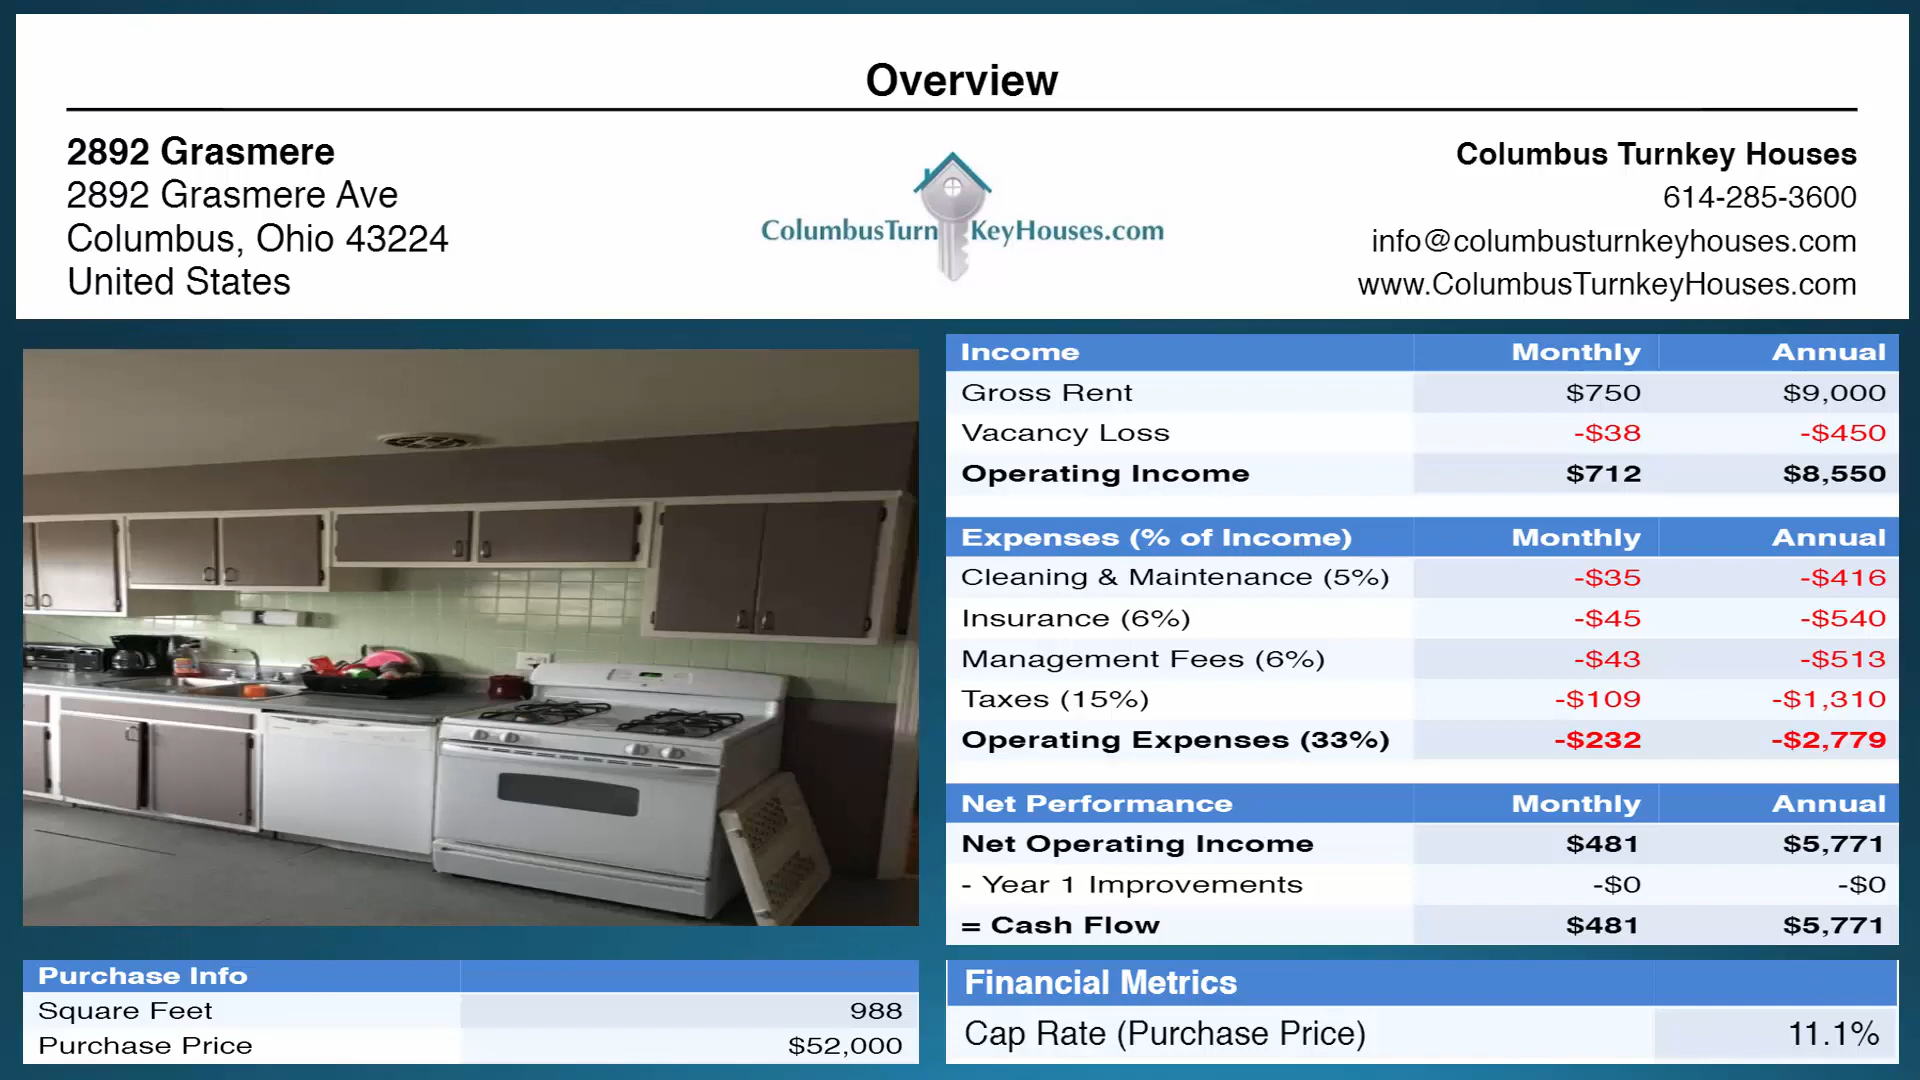 Overview
2892 Grasmere
2892 Grasmere Ave
Columbus, Ohio 43224
United States
ColumbusTurn KeyHouses.com
Columbus Turnkey Houses
614-285-3600
info@columbusturnkeyhouses.com
www.ColumbusTurnkeyHouses.com
Income Monthly Annual
Gross Rent $750 $9,000
Vacancy Loss -$38 -$450
Operating Income $712 $8,550
Expenses (% of Income) Monthly Annual
Cleaning & Maintenance (5%) -$35 -$416
Insurance (6%) -$45 -$540
Management Fees (6%) -$43 -$513
Taxes (15%) -$109 -$1,310
Operating Expenses (33%) -$232 -$2,779
Net Performance Monthly Annual
Net Operating Income $481 $5,771
- Year 1 Improvements -$0 -$0
= Cash Flow $481 $5,771
Purchase Info
Square Feet 988
Purchase Price $52,000
Financial Metrics
Cap Rate (Purchase Price) 11.1%